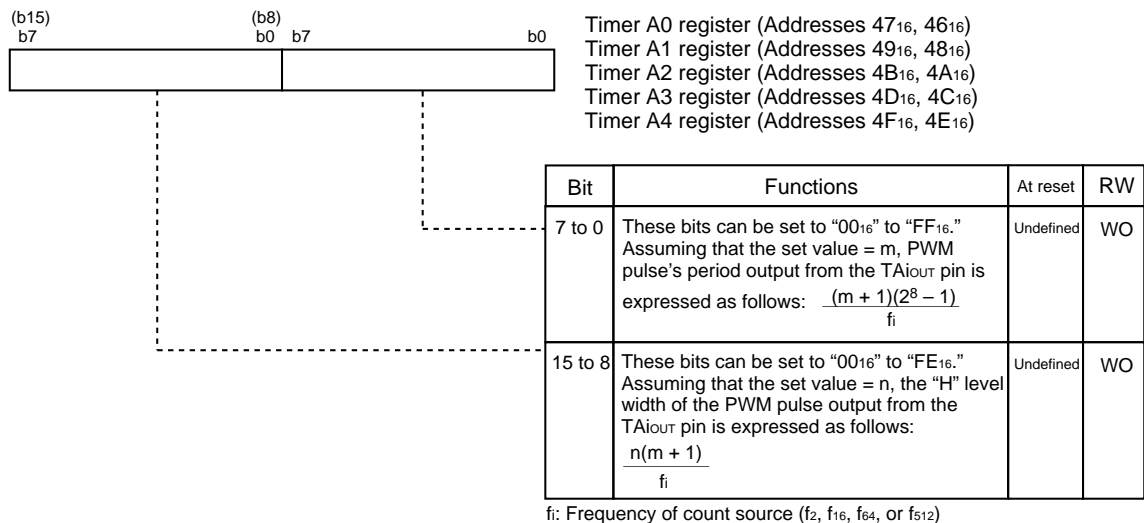 (b15) (b8)
b7 b0 b7 b0
Timer A0 register (Addresses 47₁₆, 46₁₆)
Timer A1 register (Addresses 49₁₆, 48₁₆)
Timer A2 register (Addresses 4B₁₆, 4A₁₆)
Timer A3 register (Addresses 4D₁₆, 4C₁₆)
Timer A4 register (Addresses 4F₁₆, 4E₁₆)
Bit Functions At reset RW
7 to 0 These bits can be set to “00₁₆” to “FF₁₆.” Undefined WO
Assuming that the set value = m, PWM
pulse’s period output from the TAiOUT pin is
expressed as follows: (m + 1)(2⁸ – 1)
fi
15 to 8 These bits can be set to “00₁₆” to “FE₁₆.” Undefined WO
Assuming that the set value = n, the “H” level
width of the PWM pulse output from the
TAiOUT pin is expressed as follows:
n(m + 1)
fi
fi: Frequency of count source (f₂, f₁₆, f₆₄, or f₅₁₂)